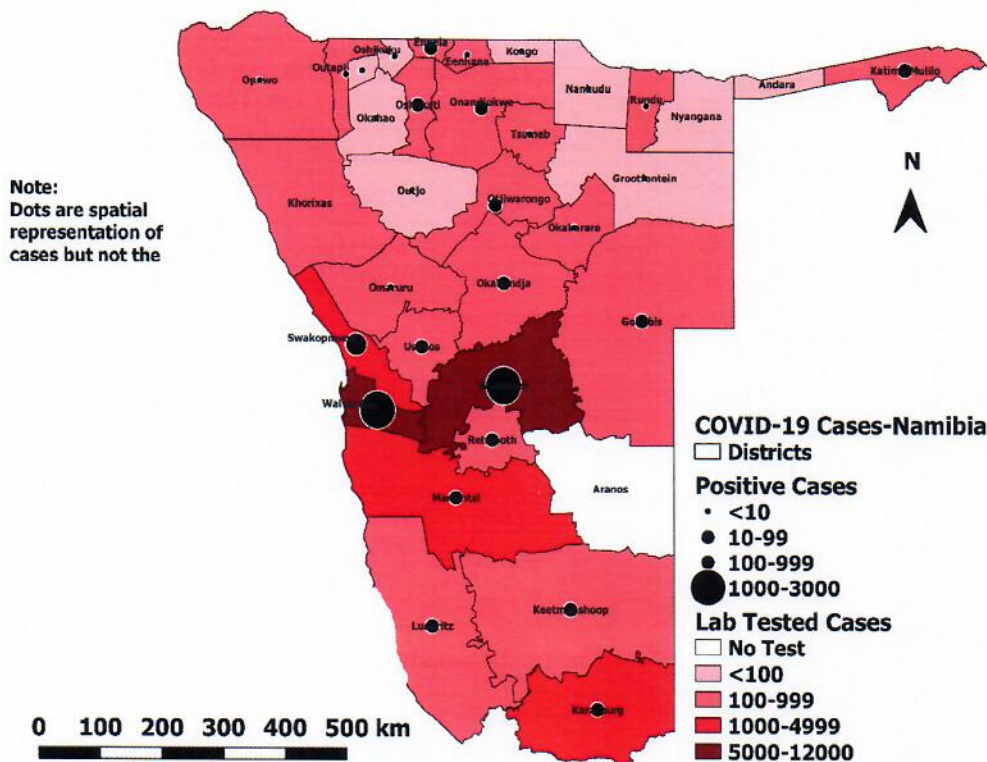 Engela
Oshikuku
Kongo
Eenhana
Outapi
Opuwo
Katima Mulilo
Andara
Nankudu
Rundu
Oshakati
Onandjokwe
Nyangana
Okahao
Tsumeb
N
Grootfontein
Outjo
Note:
Dots are spatial
representation of
cases but not the
Khorixas
Otjiwarongo
Okakarara
Omaruru
Okahandja
Gobabis
Swakopmund
Usakos
Rehoboth
COVID-19 Cases-Namibia
Districts
Positive Cases
<10
10-99
100-999
1000-3000
Aranos
Mariental
Keetmanshoop
Luderitz
Lab Tested Cases
No Test
<100
100-999
1000-4999
5000-12000
Karasburg
0 100 200 300 400 500 km